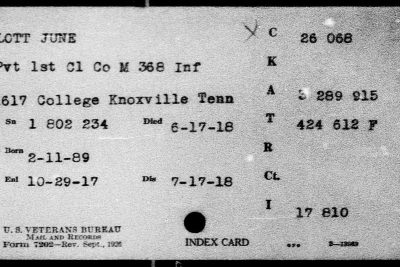 LOTT JUNE
C 26 068
Pvt 1st Cl Co M 368 Inf
K
1617 College Knoxville Tenn
A 3 289 915
Sn 1 802 234 Died 6-17-18
T 424 612 F
Born 2-11-89
R
Enl 10-29-17 Dis 7-17-18
Ct.
I 17 810
U. S. VETERANS BUREAU
MAIL AND RECORDS
Form 7202—Rev. Sept., 1926
INDEX CARD